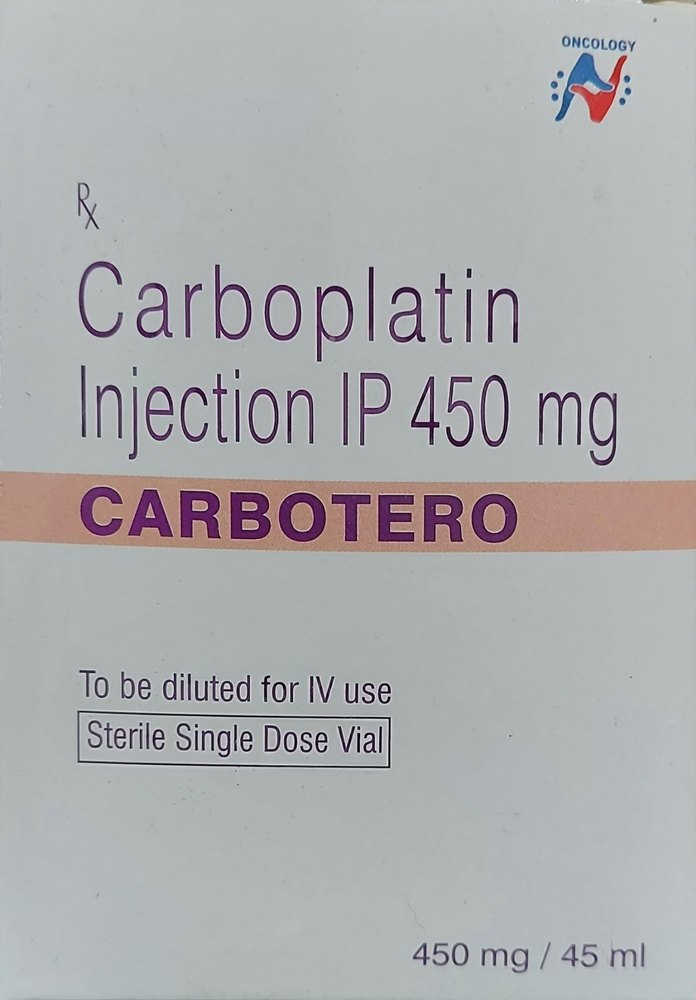 ONCOLOGY
Rx
Carboplatin
Injection IP 450 mg
CARBOTERO
To be diluted for IV use
Sterile Single Dose Vial
450 mg / 45 ml